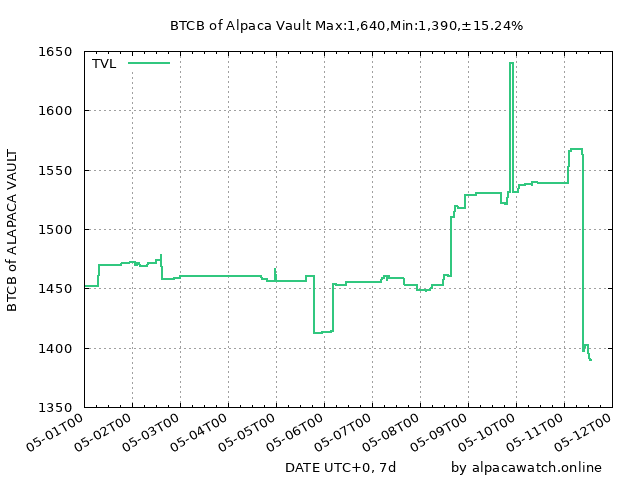 BTCB of Alpaca Vault Max:1,640,Min:1,390,±15.24%
TVL
1650
1600
1550
1500
1450
1400
1350
BTCB of ALAPACA VAULT
05-01T00
05-02T00
05-03T00
05-04T00
05-05T00
05-06T00
05-07T00
05-08T00
05-09T00
05-10T00
05-11T00
05-12T00
DATE UTC+0, 7d
by alpacawatch.online